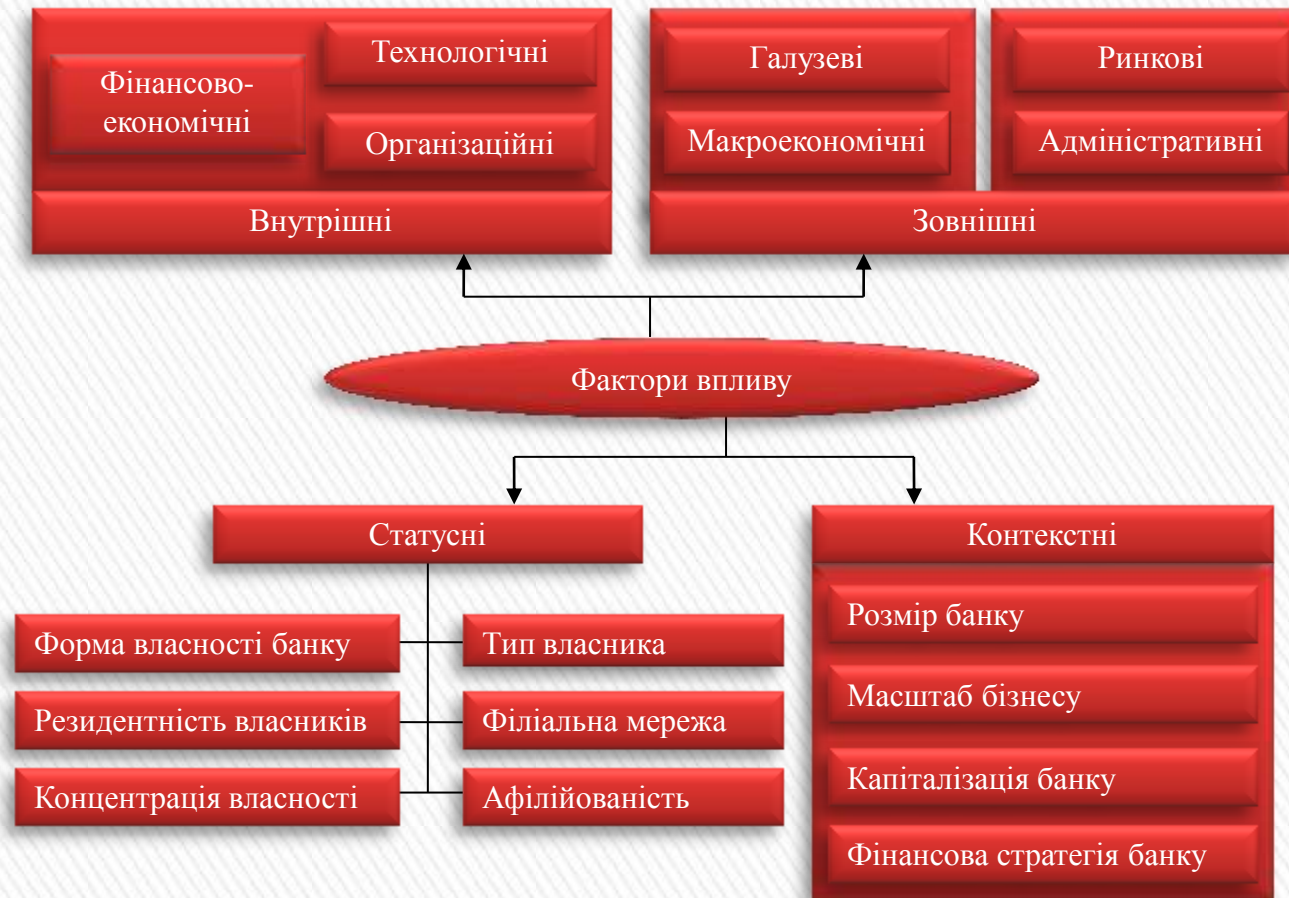 Фінансово-
економічні
Технологічні
Організаційні
Внутрішні
Галузеві
Макроекономічні
Ринкові
Адміністративні
Зовнішні
Фактори впливу
Статусні
Форма власності банку
Тип власника
Резидентність власників
Філіальна мережа
Концентрація власності
Афілійованість
Контекстні
Розмір банку
Масштаб бізнесу
Капіталізація банку
Фінансова стратегія банку